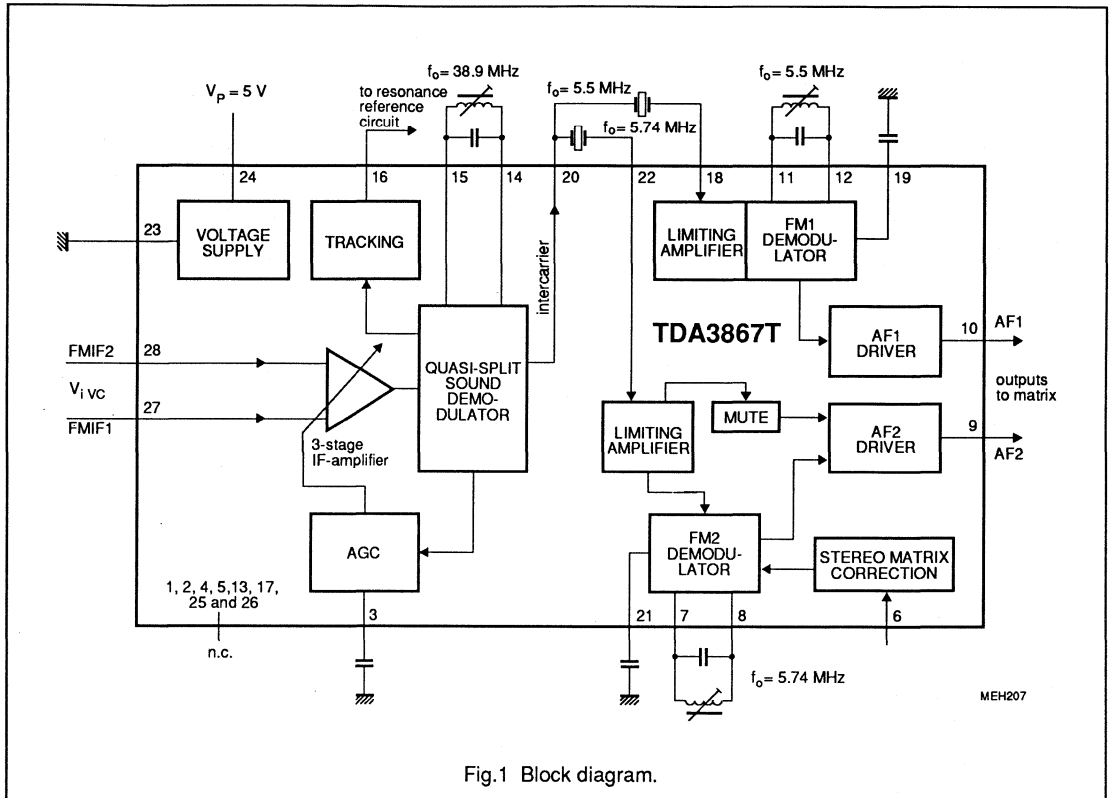 f₀= 38.9 MHz
V_P = 5 V
to resonance
reference
circuit
f₀= 5.5 MHz
f₀= 5.74 MHz
f₀= 5.5 MHz
24
16
15
14
20
22
18
11
12
19
23
VOLTAGE
SUPPLY
TRACKING
intercarrier
LIMITING
AMPLIFIER
FM1
DEMODU-
LATOR
TDA3867T
AF1
DRIVER
10
AF1
FMIF2
28
V_i VC
27
FMIF1
3-stage
IF-amplifier
QUASI-SPLIT
SOUND
DEMO-
DULATOR
outputs
to matrix
LIMITING
AMPLIFIER
MUTE
AF2
DRIVER
9
AF2
AGC
FM2
DEMODU-
LATOR
STEREO MATRIX
CORRECTION
1, 2, 4, 5,13, 17,
25 and 26
n.c.
3
21
7
8
6
f₀= 5.74 MHz
MEH207
Fig.1 Block diagram.